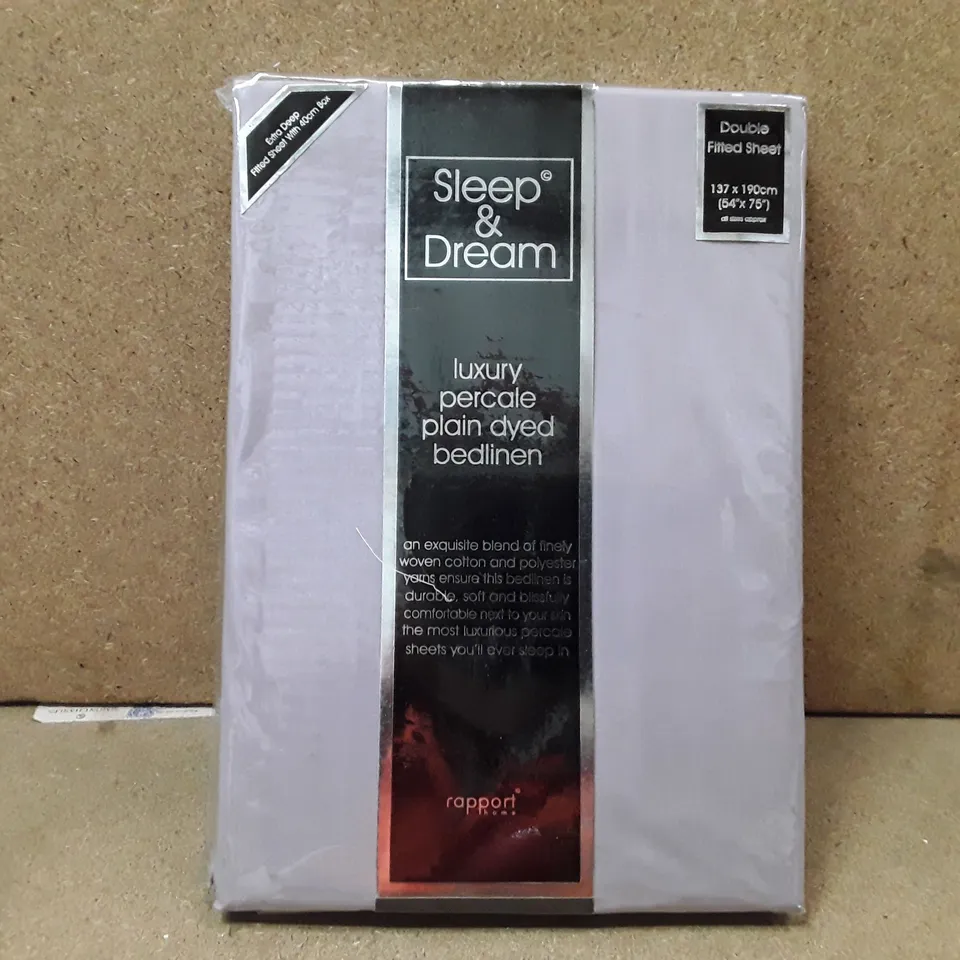 Extra Deep
Fitted Sheet With 40cm Box
Double
Fitted Sheet
137 x 190cm
(54"x 75")
all sizes approx
Sleep©
&
Dream
luxury
percale
plain dyed
bedlinen
an exquisite blend of finely
woven cotton and polyester
yarns ensure this bedlinen is
durable, soft and blissfully
comfortable next to your skin
the most luxurious percale
sheets you'll ever sleep in
rapport
home